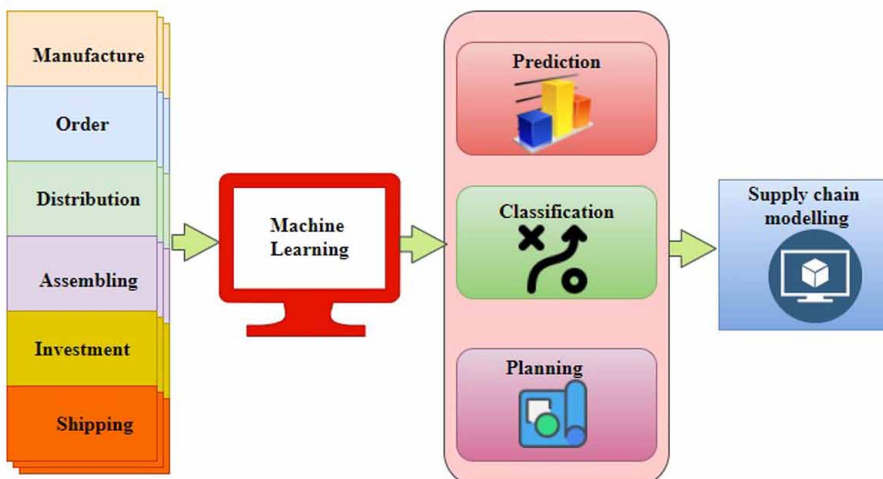 Manufacture
Order
Distribution
Assembling
Investment
Shipping
Machine
Learning
Prediction
Classification
Planning
Supply chain
modelling